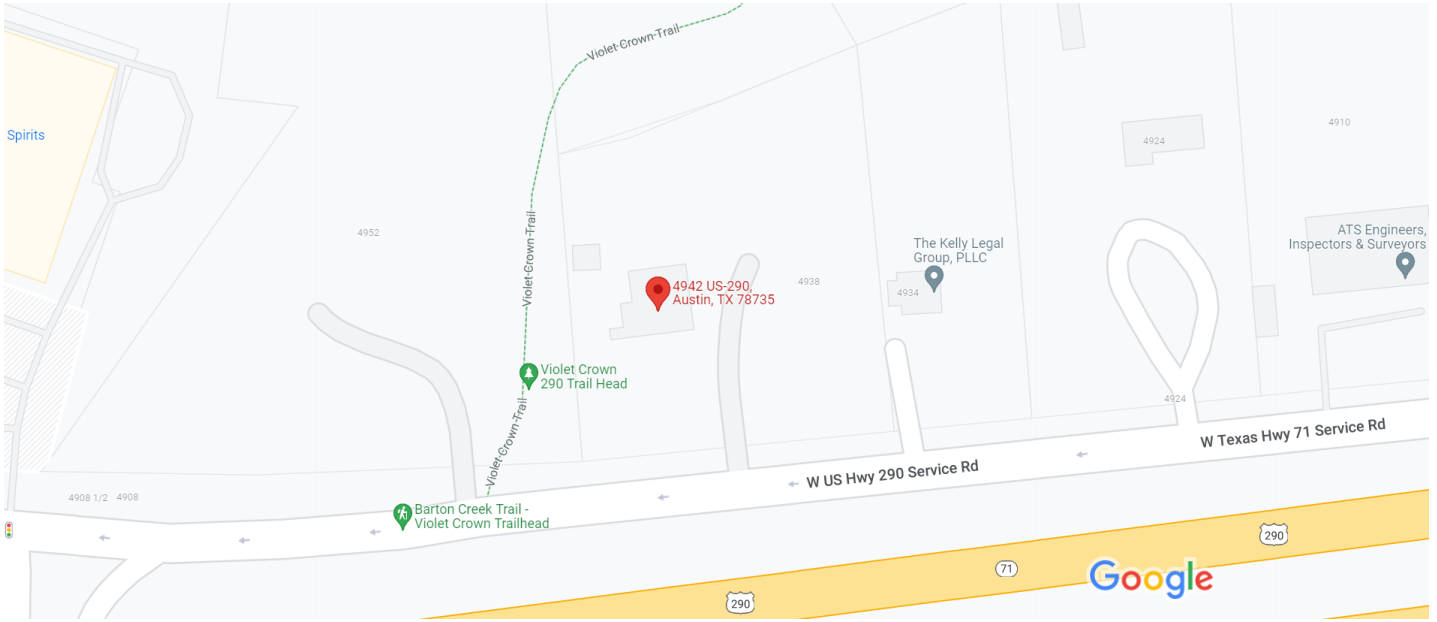 Violet Crown Trail
Spirits
4924
4910
4952
Violet Crown Trail
The Kelly Legal
Group, PLLC
ATS Engineers,
Inspectors & Surveyors
4942 US-290,
Austin, TX 78735
4938
4934
Violet Crown
290 Trail Head
Violet Crown Trail
4924
W Texas Hwy 71 Service Rd
W US Hwy 290 Service Rd
4908 1/2
4908
Barton Creek Trail -
Violet Crown Trailhead
290
71
Google
290